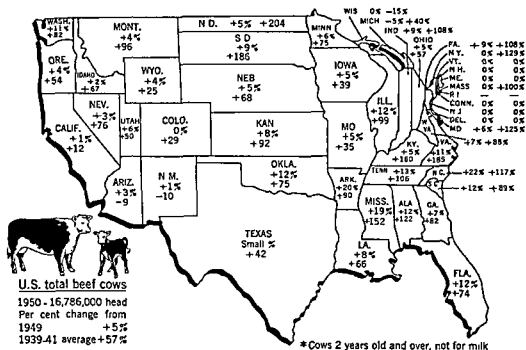 WASH.
+11%
+82
ORE.
+4%
+54
CALIF.
+1%
+12
NEV.
+3%
+76
IDAHO
+2%
+67
MONT.
+4%
+96
WYO.
+4%
+25
UTAH
+6%
+50
COLO.
0%
+29
ARIZ.
+3%
-9
N M.
+1%
-10
N D. +5% +204
S D
+9%
+186
NEB
+5%
+68
KAN
+8%
+92
OKLA.
+12%
+75
TEXAS
Small %
+42
MINN
+6%
+75
IOWA
+5%
+39
MO
+5%
+35
ARK.
+20%
+90
LA.
+8%
+66
WIS 0% -15%
MICH -5% +40%
IND +9% +108%
OHIO
+5%
+57
ILL.
+12%
+99
KY.
+5%
+160
TENN +13%
+106
MISS.
+19%
+152
ALA
+12%
+122
GA.
+7%
+82
FLA.
+12%
+74
PA. +9% +108%
N.Y. 0% +129%
VT. 0% 0%
N H. 0% 0%
ME. 0% 0%
MASS 0% +100%
R I 0% 0%
CONN. 0% 0%
N J 0% 0%
DEL. 0% 0%
MD +6% +125%
W
VA
+7% +85%
VA.
+11%
+185
N C. +22% +117%
S C +12% +89%
U.S. total beef cows
1950 - 16,786,000 head
Per cent change from
1949 +5%
1939-41 average +57%
*Cows 2 years old and over, not for milk